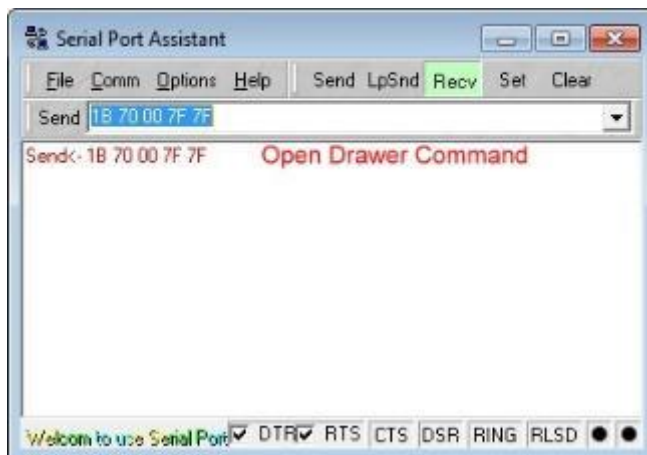 Serial Port Assistant
File Comm Options Help Send LpSnd Recv Set Clear
Send 1B 70 00 7F 7F
Send<- 1B 70 00 7F 7F Open Drawer Command
Welcom to use Serial Port DTR RTS CTS DSR RING RLSD